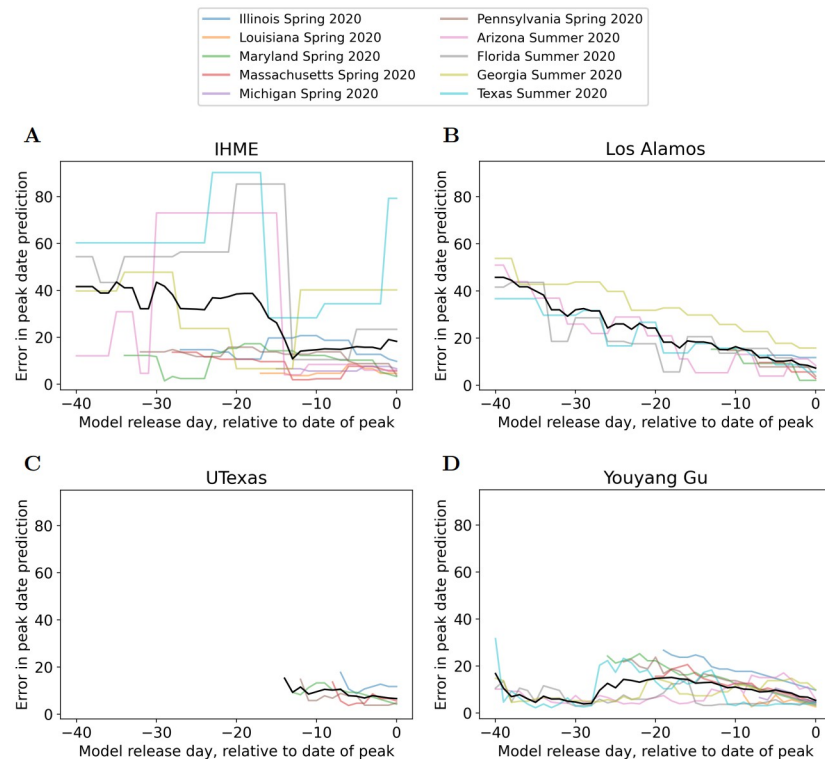 Illinois Spring 2020
Louisiana Spring 2020
Maryland Spring 2020
Massachusetts Spring 2020
Michigan Spring 2020
Pennsylvania Spring 2020
Arizona Summer 2020
Florida Summer 2020
Georgia Summer 2020
Texas Summer 2020
A
IHME
Error in peak date prediction
80
60
40
20
0
−40 −30 −20 −10 0
Model release day, relative to date of peak
B
Los Alamos
Error in peak date prediction
80
60
40
20
0
−40 −30 −20 −10 0
Model release day, relative to date of peak
C
UTexas
Error in peak date prediction
80
60
40
20
0
−40 −30 −20 −10 0
Model release day, relative to date of peak
D
Youyang Gu
Error in peak date prediction
80
60
40
20
0
−40 −30 −20 −10 0
Model release day, relative to date of peak